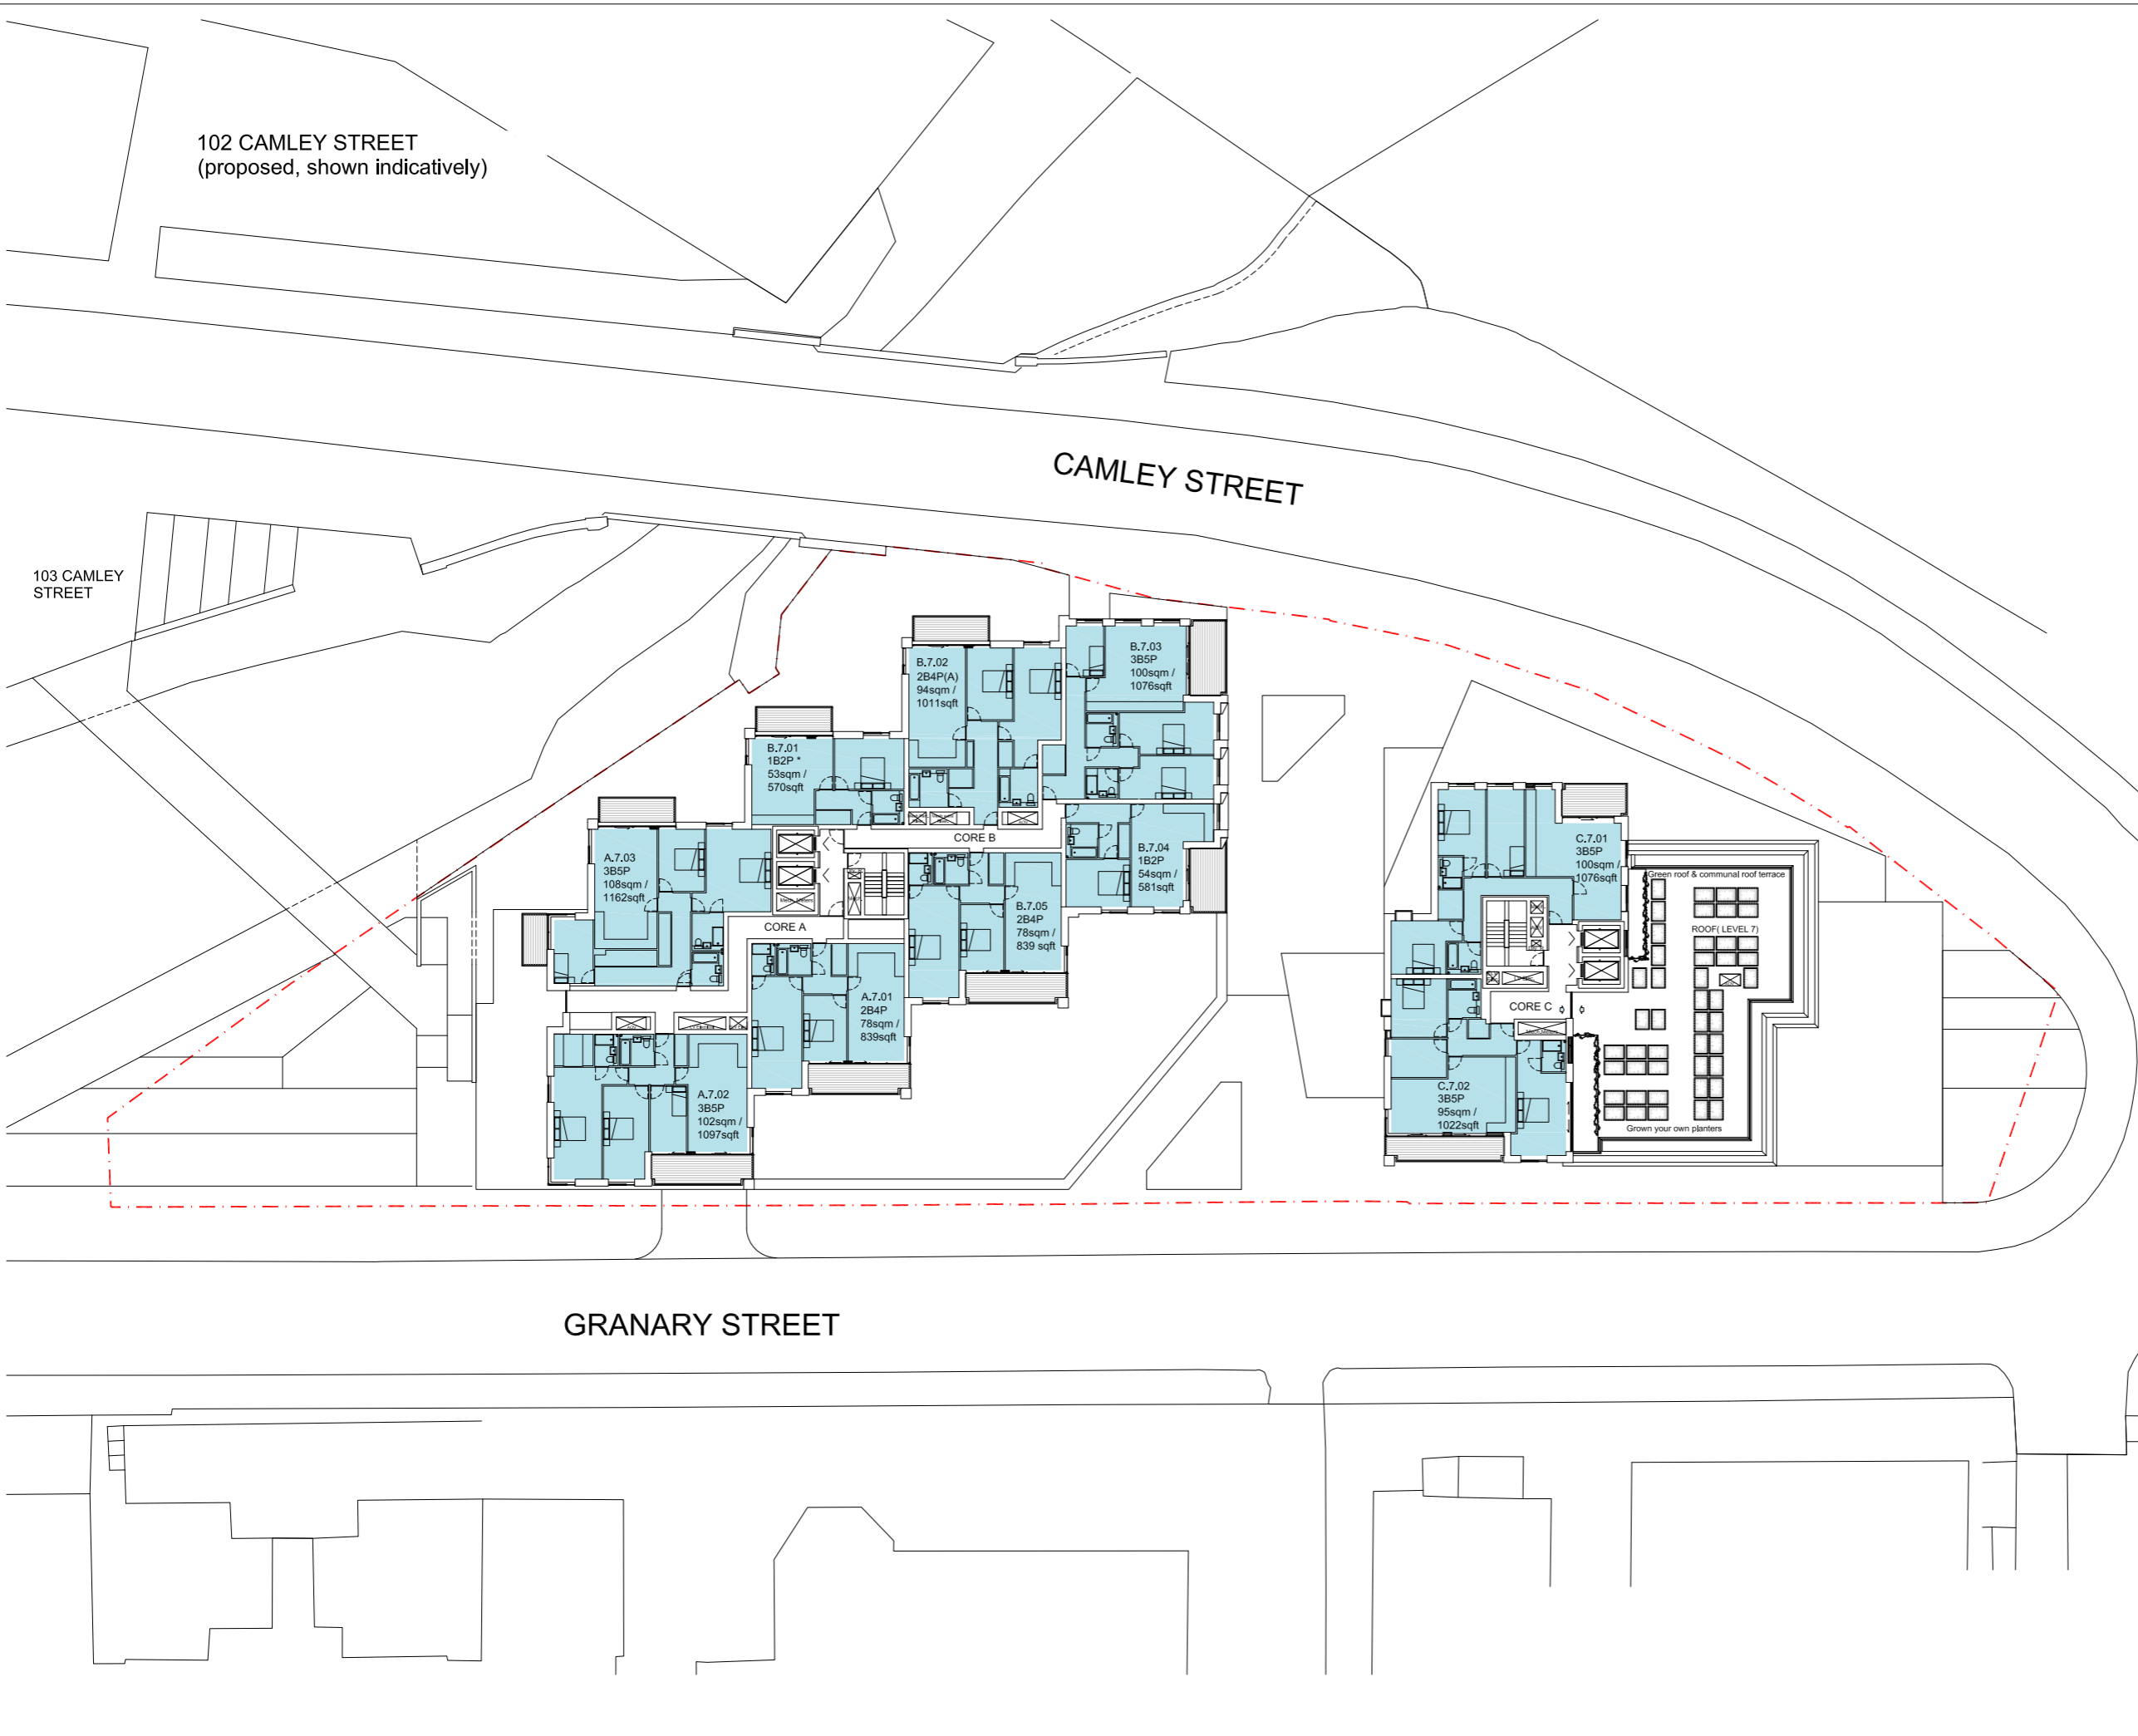 102 CAMLEY STREET
(proposed, shown indicatively)
CAMLEY STREET
103 CAMLEY
STREET
B.7.02
2B4P(A)
94sqm /
1011sqft
B.7.03
3B5P
100sqm /
1076sqft
B.7.01
1B2P *
53sqm /
570sqft
CORE B
B.7.04
1B2P
54sqm /
581sqft
A.7.03
3B5P
108sqm /
1162sqft
B.7.05
2B4P
78sqm /
839 sqft
CORE A
A.7.01
2B4P
78sqm /
839sqft
A.7.02
3B5P
102sqm /
1097sqft
C.7.01
3B5P
100sqm /
1076sqft
Green roof & communal roof terrace
ROOF( LEVEL 7)
CORE C
C.7.02
3B5P
95sqm /
1022sqft
Grown your own planters
GRANARY STREET